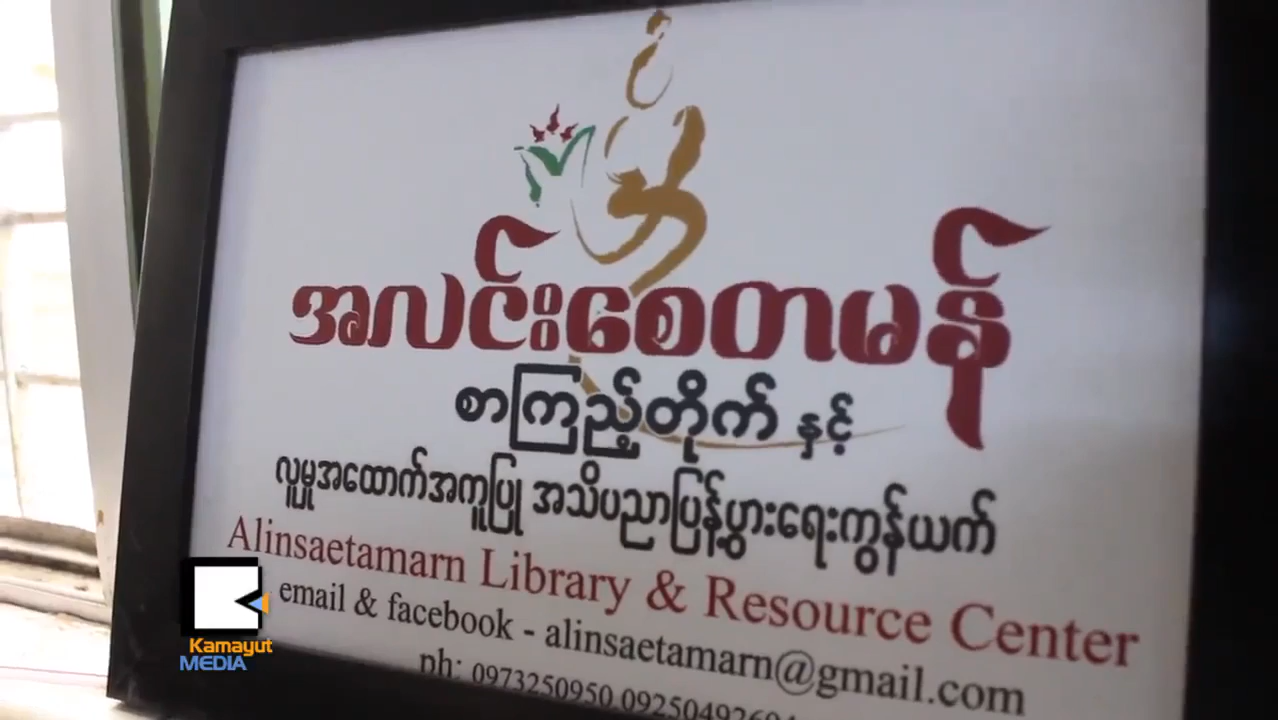 အလင်းစေတမန်
စာကြည့်တိုက် နှင့်
လူမှုအထောက်အကူပြု အသိပညာပြန့်ပွားရေးကွန်ယက်
Alinsaetamarn Library & Resource Center
email & facebook - alinsaetamarn@gmail.com
ph: 0973250950,
Kamayut
MEDIA